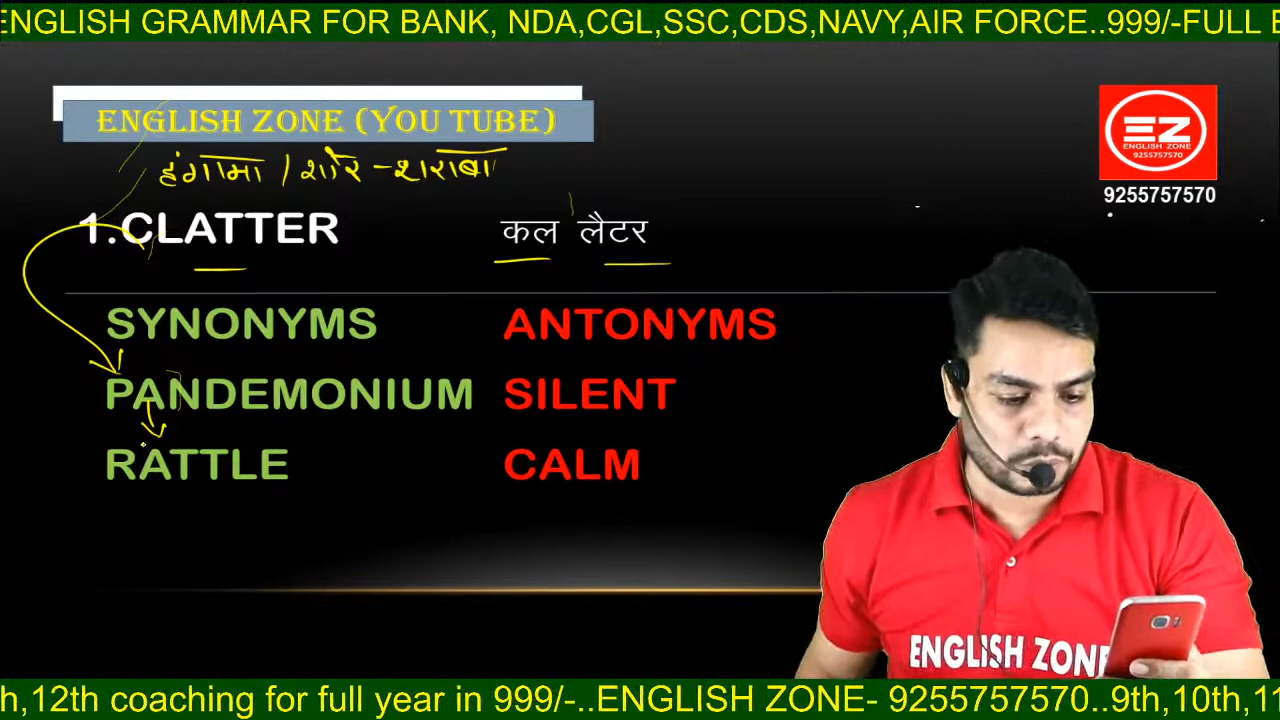 ENGLISH GRAMMAR FOR BANK, NDA,CGL,SSC,CDS,NAVY,AIR FORCE..999/-FULL
ENGLISH ZONE (YOU TUBE)
EZ
ENGLISH ZONE
9255757570
9255757570
हंगामा / शोर - शराबा
1.CLATTER कल लैटर
SYNONYMS ANTONYMS
PANDEMONIUM SILENT
RATTLE CALM
ENGLISH ZONE
h,12th coaching for full year in 999/-..ENGLISH ZONE- 9255757570..9th,10th,11